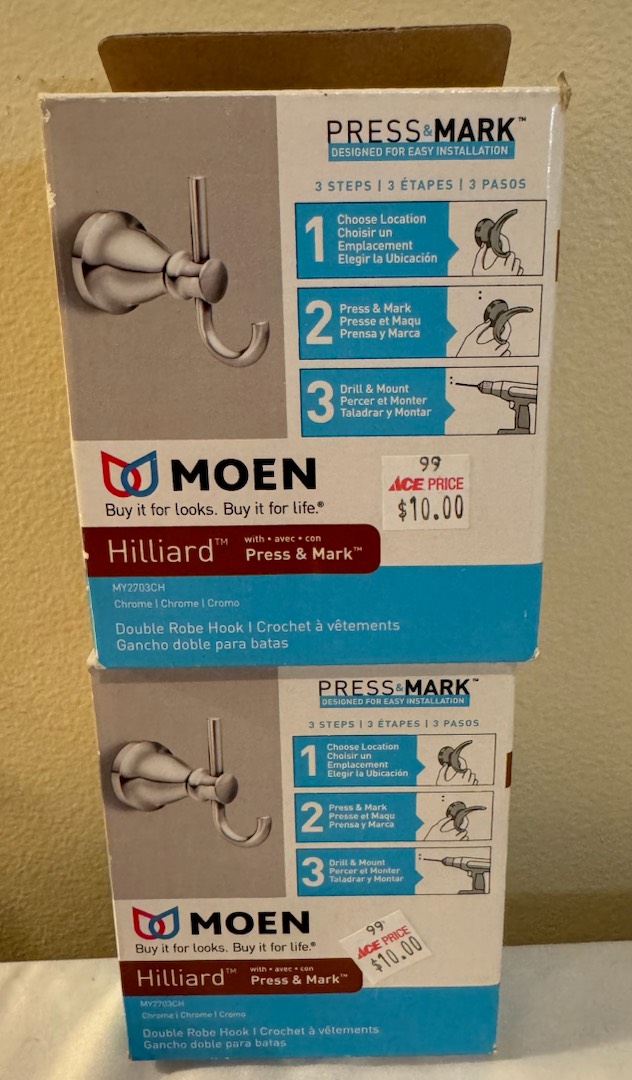 PRESS&MARK™
DESIGNED FOR EASY INSTALLATION
3 STEPS | 3 ÉTAPES | 3 PASOS
1
Choose Location
Choisir un
Emplacement
Elegir la Ubicación
2
Press & Mark
Presse et Maqu
Prensa y Marca
3
Drill & Mount
Percer et Monter
Taladrar y Montar
MOEN
Buy it for looks. Buy it for life.®
99
ACE PRICE
$10.00
Hilliard™
with • avec • con
Press & Mark™
MY2703CH
Chrome | Chrome | Cromo
Double Robe Hook | Crochet à vêtements
Gancho doble para batas
PRESS&MARK™
DESIGNED FOR EASY INSTALLATION
3 STEPS | 3 ÉTAPES | 3 PASOS
1
Choose Location
Choisir un
Emplacement
Elegir la Ubicación
2
Press & Mark
Presse et Maqu
Prensa y Marca
3
Drill & Mount
Percer et Monter
Taladrar y Montar
MOEN
Buy it for looks. Buy it for life.®
99
ACE PRICE
$10.00
Hilliard™
with • avec • con
Press & Mark™
MY2703CH
Chrome | Chrome | Cromo
Double Robe Hook | Crochet à vêtements
Gancho doble para batas